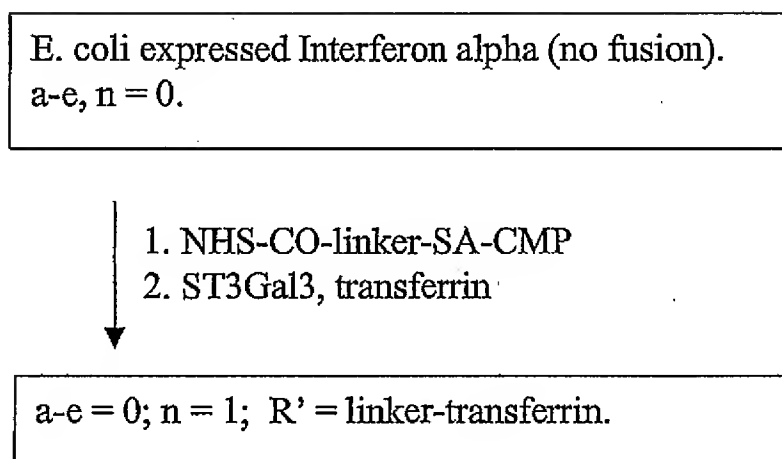 E. coli expressed Interferon alpha (no fusion).
a-e, n = 0.
1. NHS-CO-linker-SA-CMP
2. ST3Gal3, transferrin
a-e = 0; n = 1; R’ = linker-transferrin.